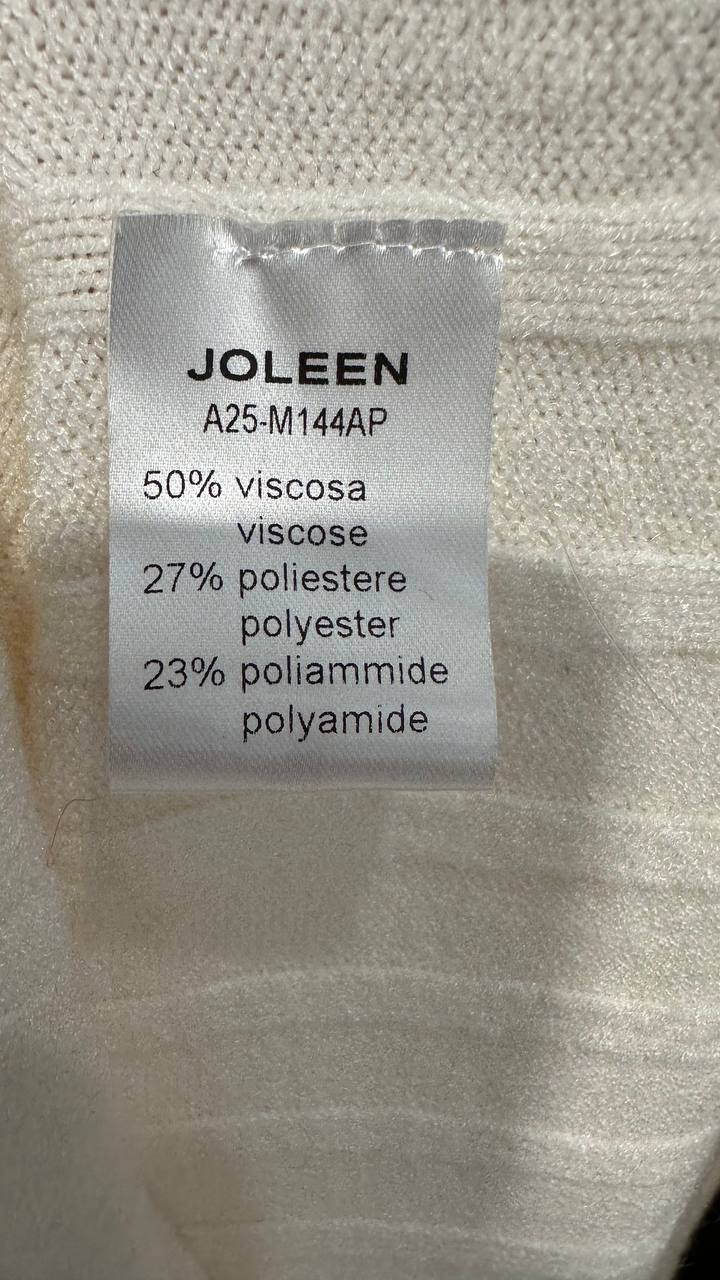 JOLEEN
A25-M144AP
50% viscosa
viscose
27% poliestere
polyester
23% poliammide
polyamide